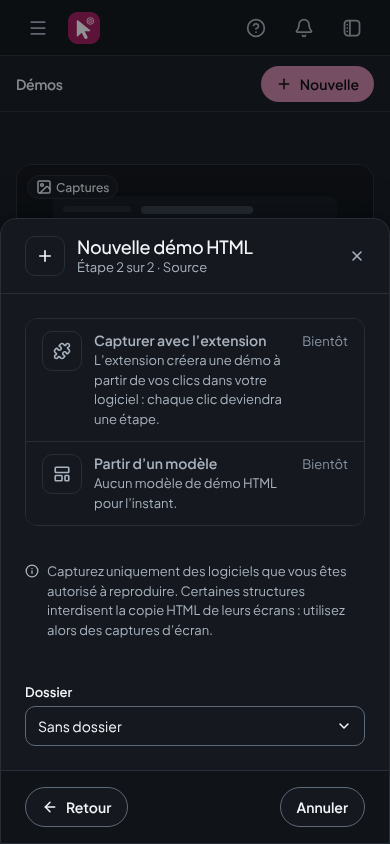 Démos
Nouvelle
Captures
Nouvelle démo HTML
Étape 2 sur 2 · Source
Capturer avec l’extension
Bientôt
L’extension créera une démo à
partir de vos clics dans votre
logiciel : chaque clic deviendra
une étape.
Partir d’un modèle
Bientôt
Aucun modèle de démo HTML
pour l’instant.
Capturez uniquement des logiciels que vous êtes
autorisé à reproduire. Certaines structures
interdisent la copie HTML de leurs écrans : utilisez
alors des captures d’écran.
Dossier
Sans dossier
Retour
Annuler